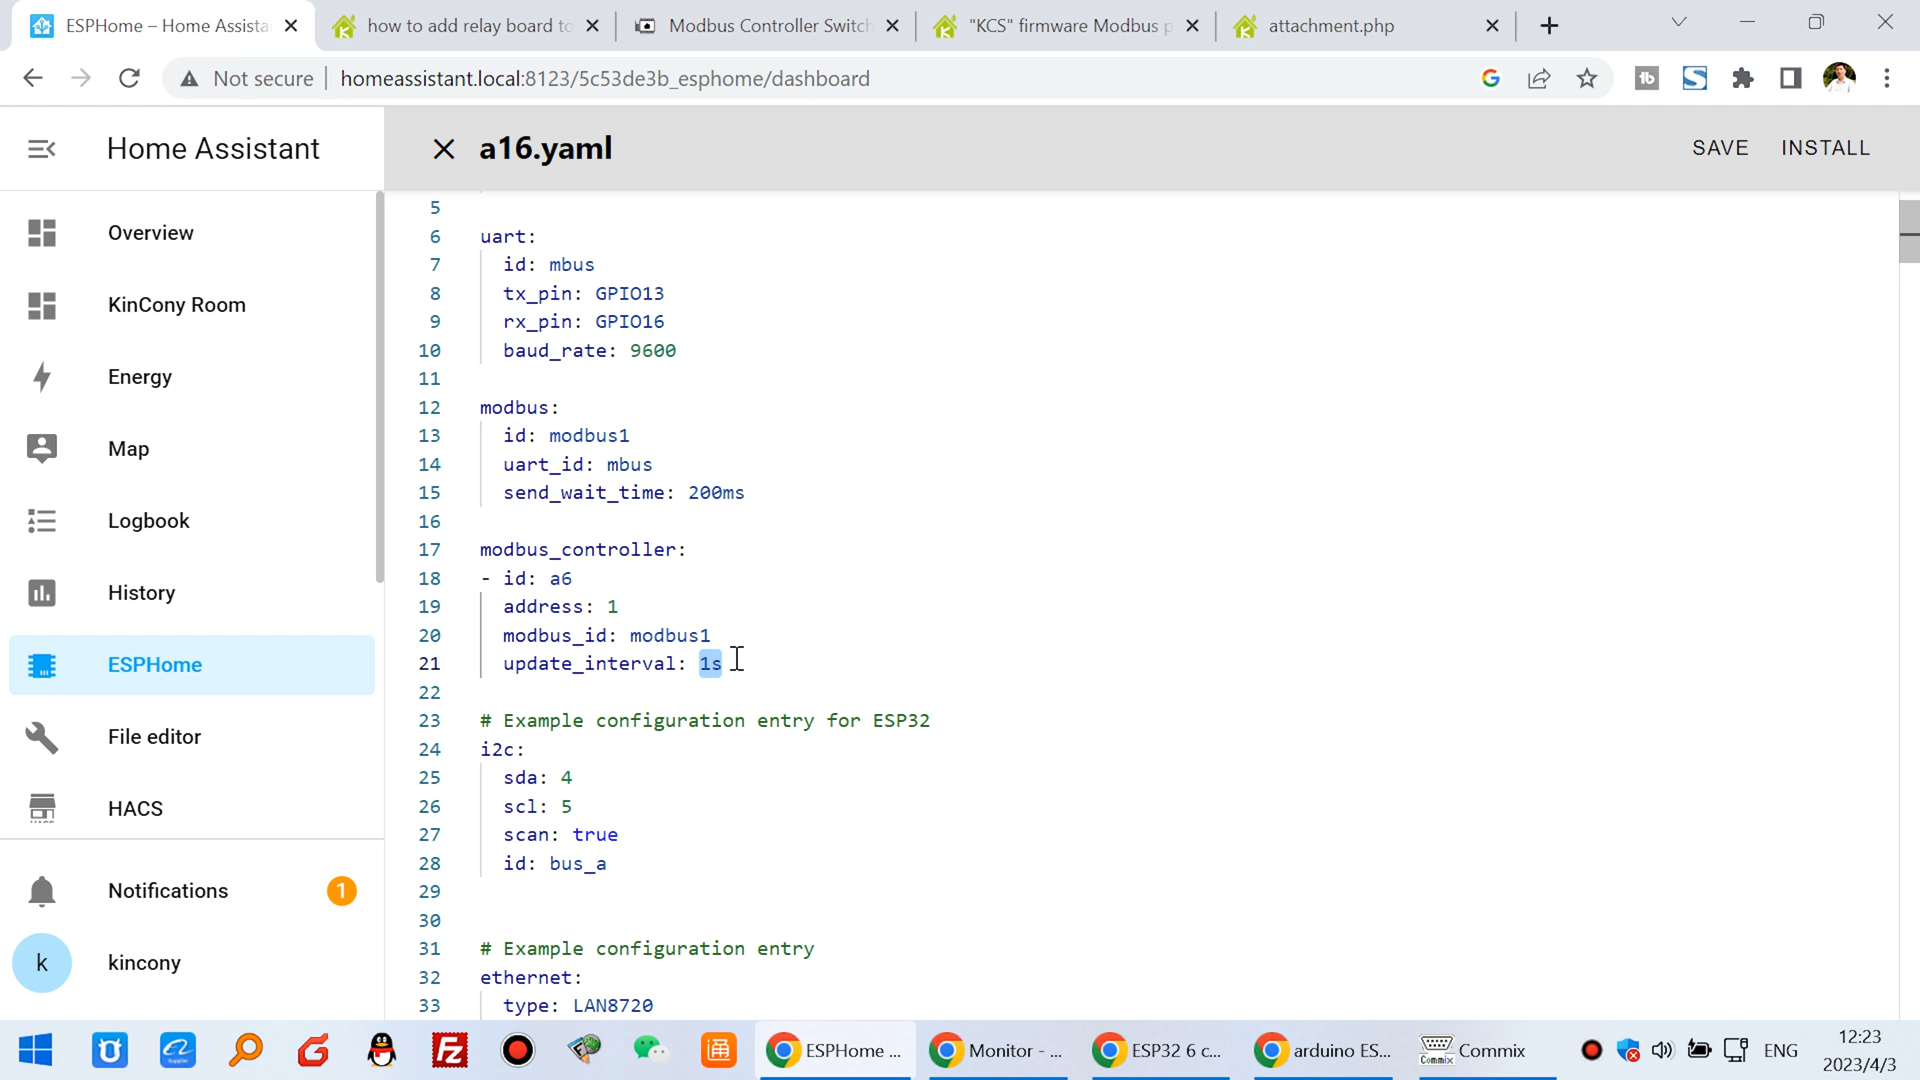 ESPHome – Home Assista
how to add relay board to
Modbus Controller Switch
"KCS" firmware Modbus p
attachment.php
Not secure
homeassistant.local:8123/5c53de3b_esphome/dashboard
Home Assistant
a16.yaml
SAVE
INSTALL
Overview
KinCony Room
Energy
Map
Logbook
History
ESPHome
File editor
HACS
Notifications
1
k
kincony
5
6 uart:
7 id: mbus
8 tx_pin: GPIO13
9 rx_pin: GPIO16
10 baud_rate: 9600
11
12 modbus:
13 id: modbus1
14 uart_id: mbus
15 send_wait_time: 200ms
16
17 modbus_controller:
18 - id: a6
19 address: 1
20 modbus_id: modbus1
21 update_interval: 1s
22
23 # Example configuration entry for ESP32
24 i2c:
25 sda: 4
26 scl: 5
27 scan: true
28 id: bus_a
29
30
31 # Example configuration entry
32 ethernet:
33 type: LAN8720
ESPHome ...
Monitor - ...
ESP32 6 c...
arduino ES...
Commix
ENG
12:23
2023/4/3